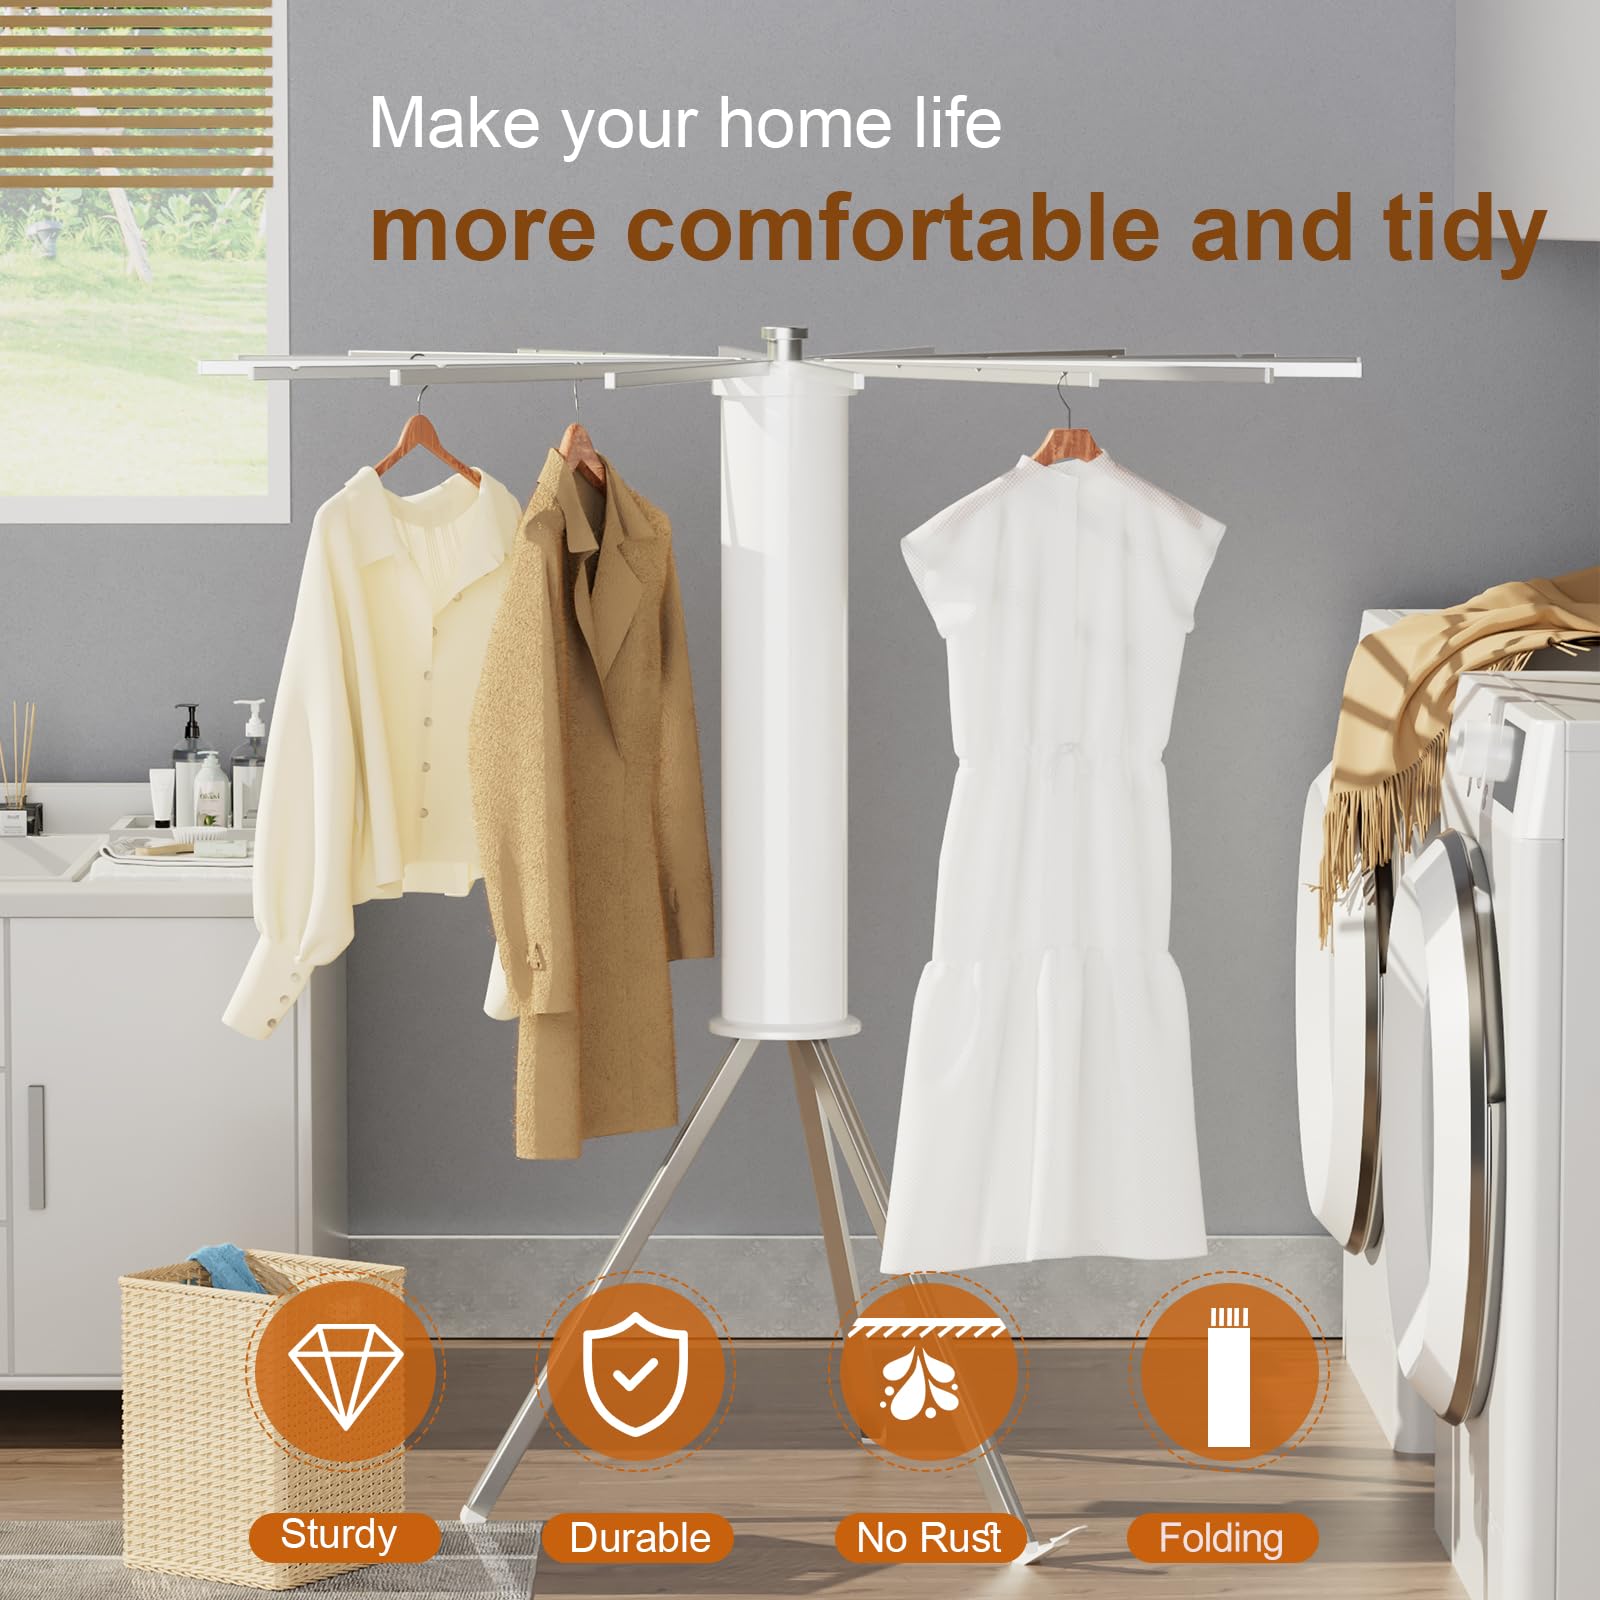 Make your home life
more comfortable and tidy
Sturdy
Durable
No Rust
Folding